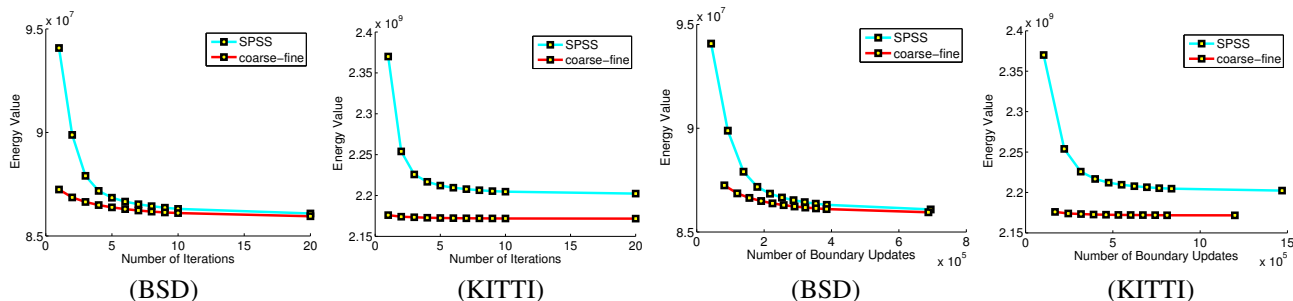 x 10^7
9.5
9
8.5
Energy Value
0 5 10 15 20
Number of Iterations
SPSS
coarse-fine
(BSD)
x 10^9
2.4
2.35
2.3
2.25
2.2
2.15
Energy Value
0 5 10 15 20
Number of Iterations
SPSS
coarse-fine
(KITTI)
x 10^7
9.5
9
8.5
Energy Value
0 2 4 6 8
Number of Boundary Updates
x 10^5
SPSS
coarse-fine
(BSD)
x 10^9
2.4
2.35
2.3
2.25
2.2
2.15
Energy Value
0 5 10 15
Number of Boundary Updates
x 10^5
SPSS
coarse-fine
(KITTI)